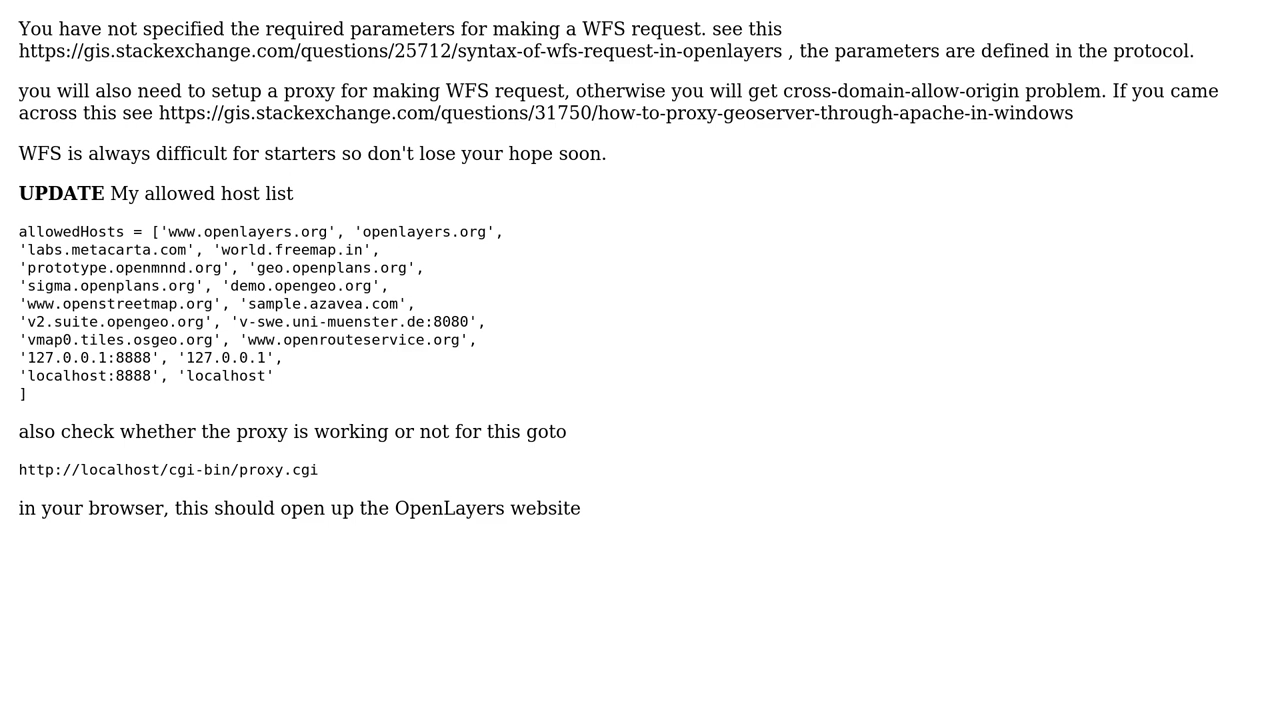 You have not specified the required parameters for making a WFS request. see this
https://gis.stackexchange.com/questions/25712/syntax-of-wfs-request-in-openlayers , the parameters are defined in the protocol.
you will also need to setup a proxy for making WFS request, otherwise you will get cross-domain-allow-origin problem. If you came
across this see https://gis.stackexchange.com/questions/31750/how-to-proxy-geoserver-through-apache-in-windows
WFS is always difficult for starters so don't lose your hope soon.
UPDATE My allowed host list
allowedHosts = ['www.openlayers.org', 'openlayers.org',
'labs.metacarta.com', 'world.freemap.in',
'prototype.openmnnd.org', 'geo.openplans.org',
'sigma.openplans.org', 'demo.opengeo.org',
'www.openstreetmap.org', 'sample.azavea.com',
'v2.suite.opengeo.org', 'v-swe.uni-muenster.de:8080',
'vmap0.tiles.osgeo.org', 'www.openrouteservice.org',
'127.0.0.1:8888', '127.0.0.1',
'localhost:8888', 'localhost'
]
also check whether the proxy is working or not for this goto
http://localhost/cgi-bin/proxy.cgi
in your browser, this should open up the OpenLayers website